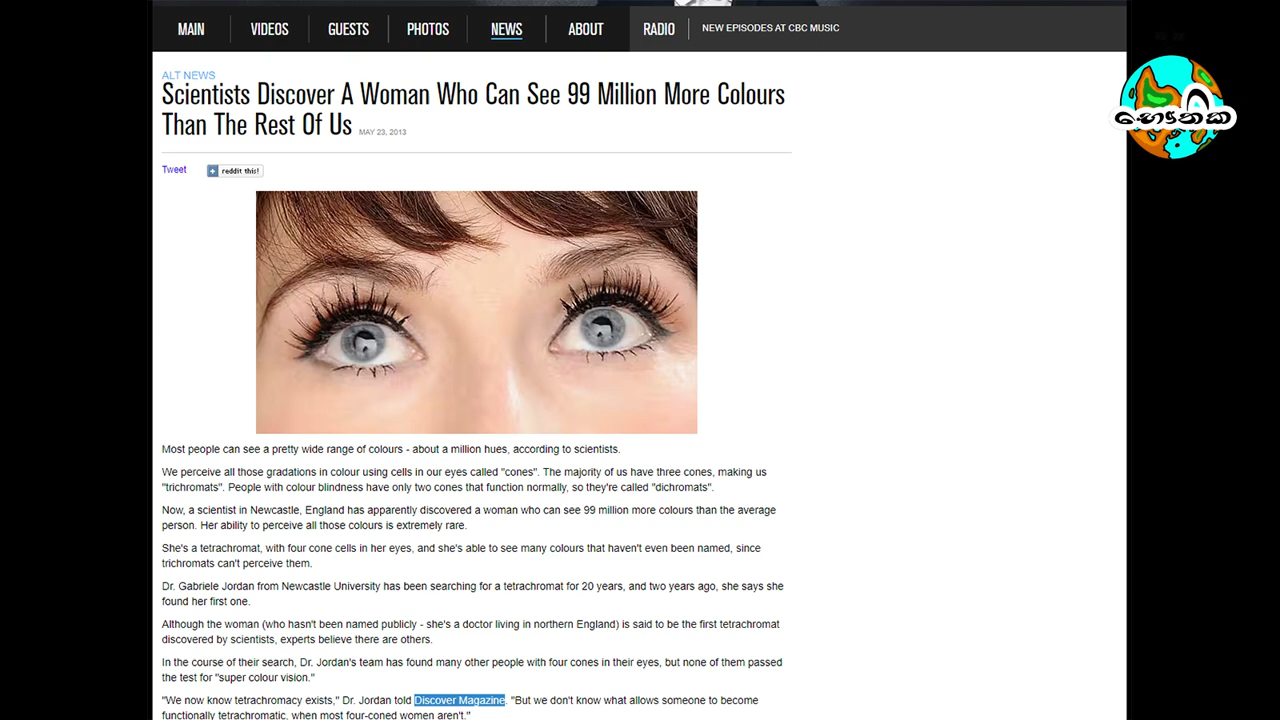 MAIN VIDEOS GUESTS PHOTOS NEWS ABOUT RADIO NEW EPISODES AT CBC MUSIC
ALT NEWS
Scientists Discover A Woman Who Can See 99 Million More Colours
Than The Rest Of Us MAY 23, 2013
Tweet reddit this!
භෞතික
Most people can see a pretty wide range of colours - about a million hues, according to scientists.
We perceive all those gradations in colour using cells in our eyes called "cones". The majority of us have three cones, making us
"trichromats". People with colour blindness have only two cones that function normally, so they're called "dichromats".
Now, a scientist in Newcastle, England has apparently discovered a woman who can see 99 million more colours than the average
person. Her ability to perceive all those colours is extremely rare.
She's a tetrachromat, with four cone cells in her eyes, and she's able to see many colours that haven't even been named, since
trichromats can't perceive them.
Dr. Gabriele Jordan from Newcastle University has been searching for a tetrachromat for 20 years, and two years ago, she says she
found her first one.
Although the woman (who hasn't been named publicly - she's a doctor living in northern England) is said to be the first tetrachromat
discovered by scientists, experts believe there are others.
In the course of their search, Dr. Jordan's team has found many other people with four cones in their eyes, but none of them passed
the test for "super colour vision."
"We now know tetrachromacy exists," Dr. Jordan told Discover Magazine. "But we don't know what allows someone to become
functionally tetrachromatic, when most four-coned women aren't."